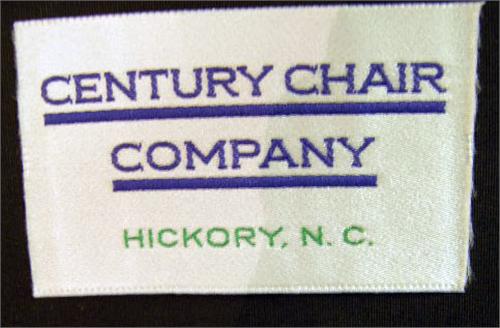 CENTURY CHAIR
COMPANY
HICKORY, N. C.